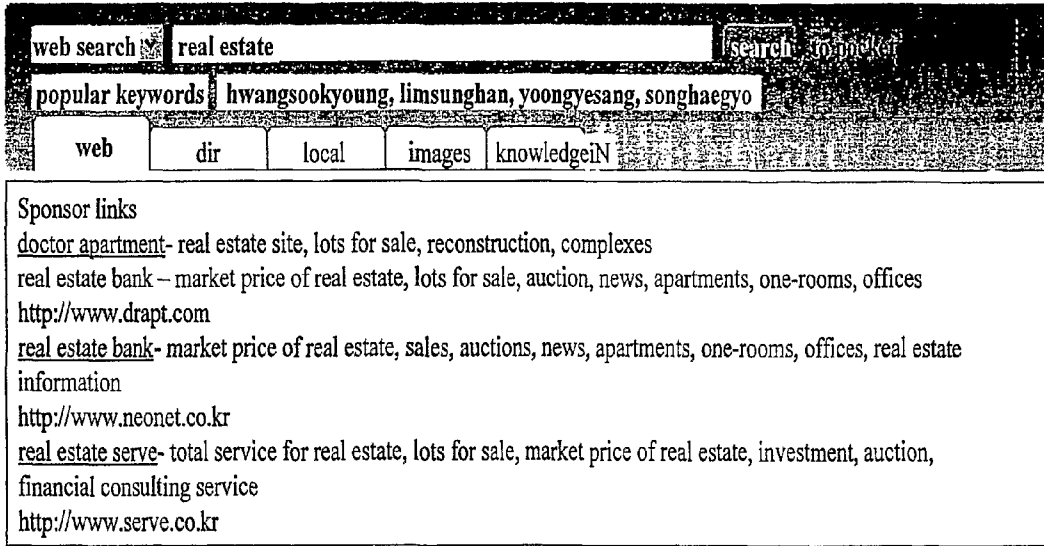 web search real estate search to pocket
popular keywords hwangsookyoung, limsunghan, yoongyesang, songhaegyo
web dir local images knowledgeiN
Sponsor links
doctor apartment- real estate site, lots for sale, reconstruction, complexes
real estate bank – market price of real estate, lots for sale, auction, news, apartments, one-rooms, offices
http://www.drapt.com
real estate bank- market price of real estate, sales, auctions, news, apartments, one-rooms, offices, real estate
information
http://www.neonet.co.kr
real estate serve- total service for real estate, lots for sale, market price of real estate, investment, auction,
financial consulting service
http://www.serve.co.kr